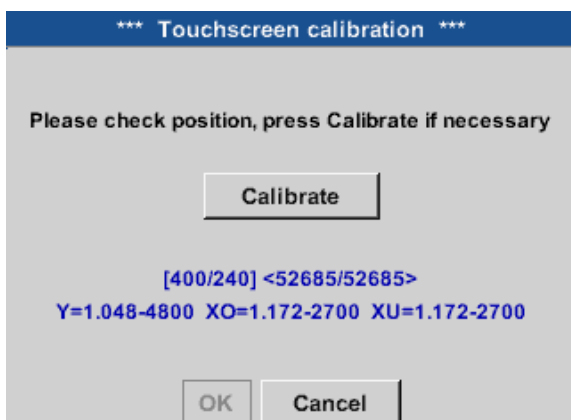 *** Touchscreen calibration ***
Please check position, press Calibrate if necessary
Calibrate
[400/240] <52685/52685>
Y=1.048-4800 XO=1.172-2700 XU=1.172-2700
OK Cancel